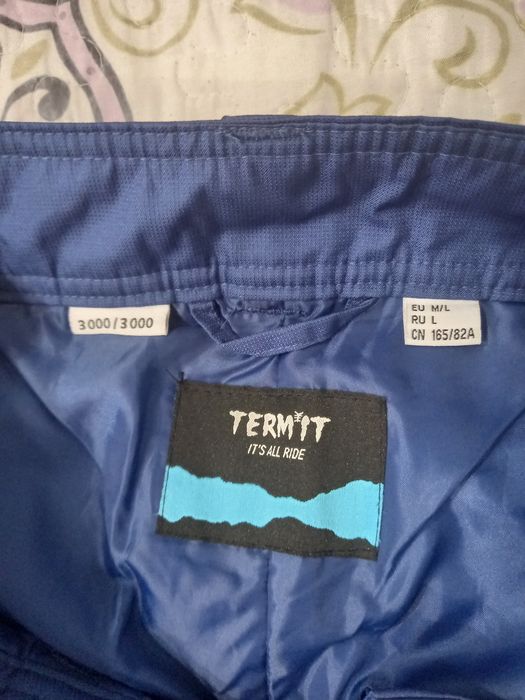 3000/3000
EU M/L
RU L
CN 165/82A
TERMIT
IT'S ALL RIDE